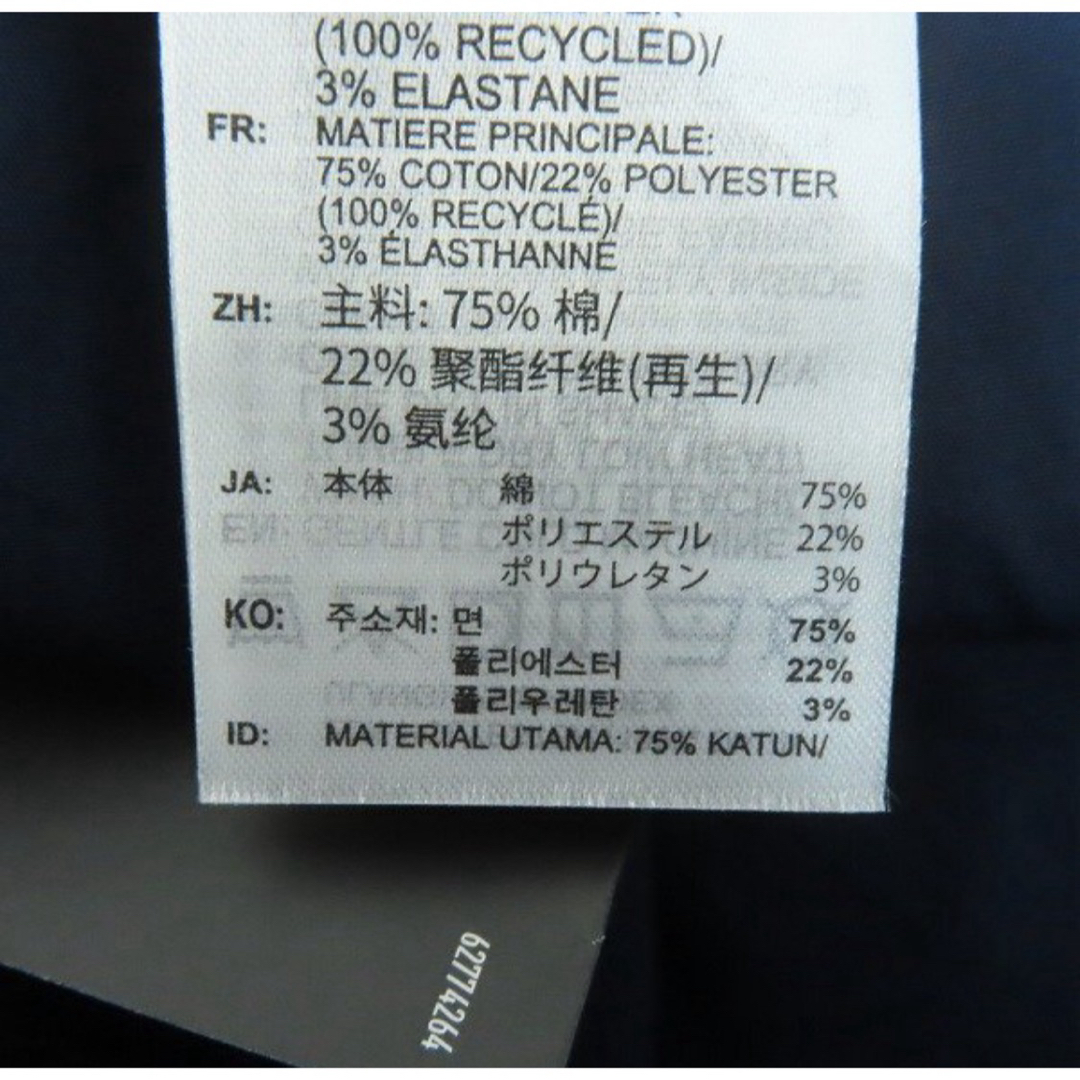 (100% RECYCLED)/
3% ELASTANE
FR: MATIERE PRINCIPALE:
75% COTON/22% POLYESTER
(100% RECYCLÉ)/
3% ÉLASTHANNE
ZH: 主料: 75% 棉/
22% 聚酯纤维(再生)/
3% 氨纶
JA: 本体 綿 75%
ポリエステル 22%
ポリウレタン 3%
KO: 주소재: 면 75%
폴리에스터 22%
폴리우레탄 3%
ID: MATERIAL UTAMA: 75% KATUN/
627774264